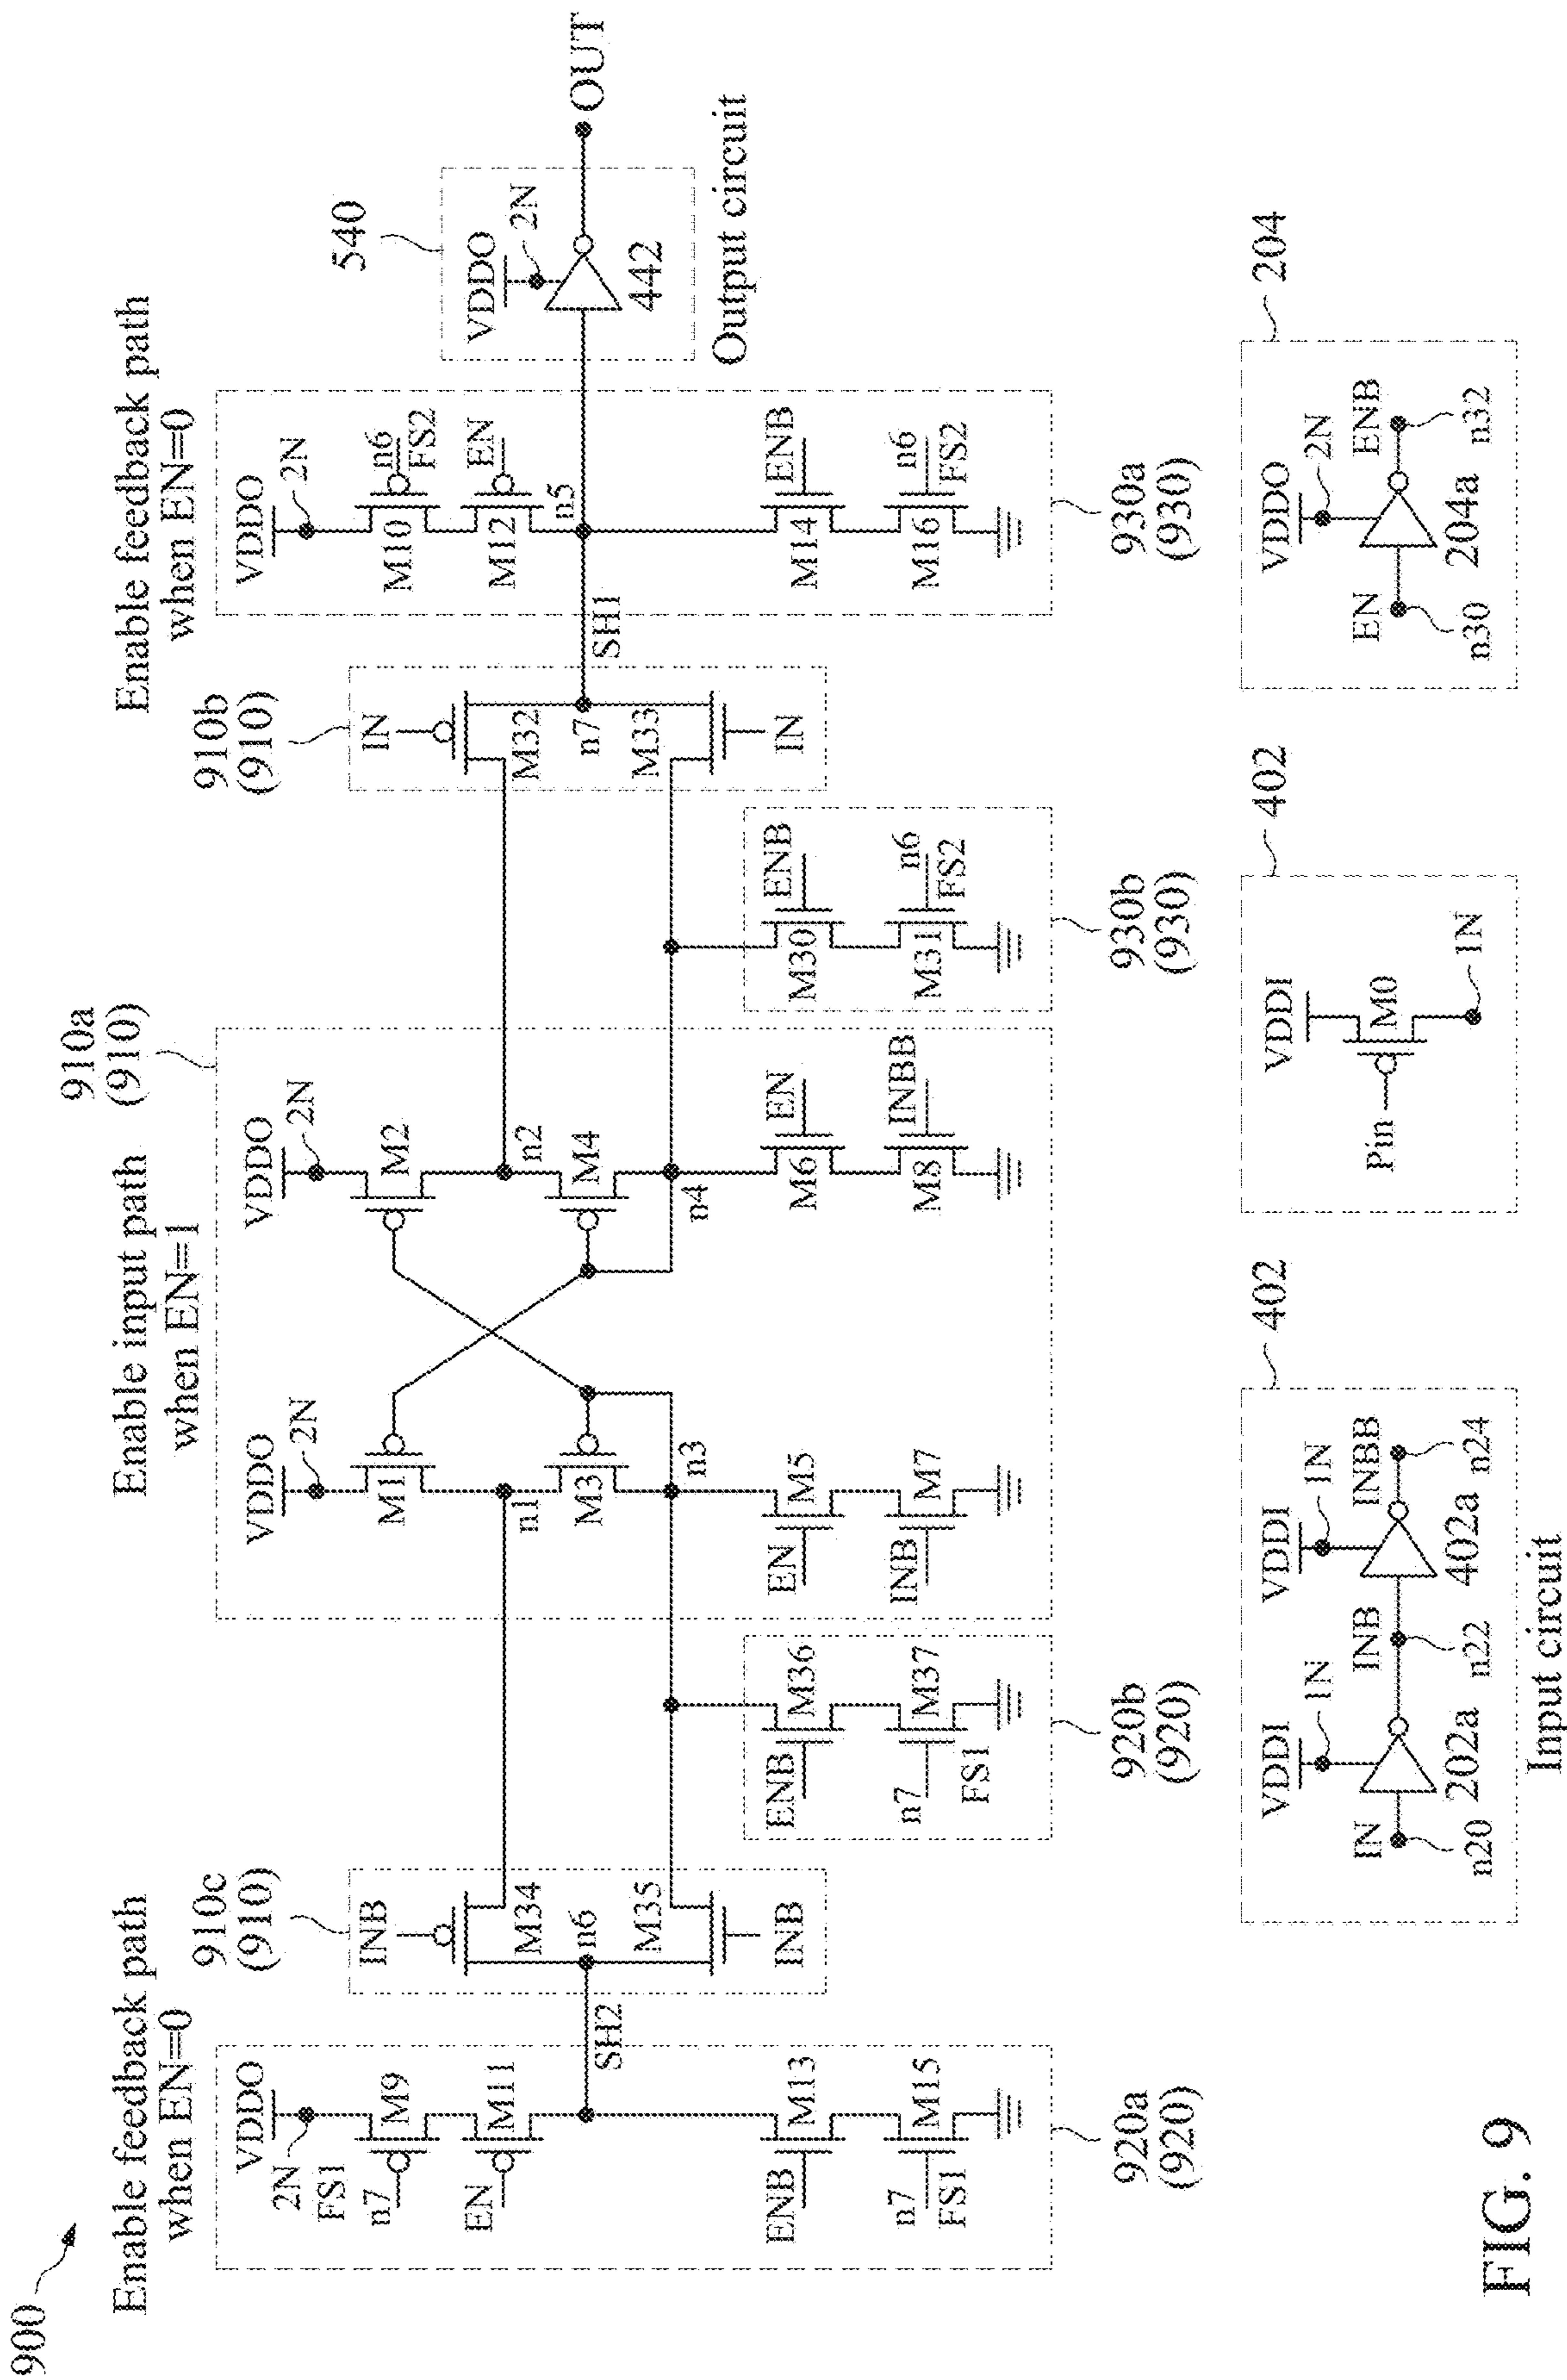 900
Enable feedback path
when EN=0
Enable input path
when EN=1
910a
(910)
Enable feedback path
when EN=0
910c
(910)
910b
(910)
540
VDDO
2N
FS1
n7
M9
EN
M11
ENB
M13
n7
FS1
M15
920a
(920)
SH2
INB
M34
n6
M35
INB
ENB
M36
n7
M37
FS1
920b
(920)
VDDO
2N
M1
n1
M3
n3
EN
M5
INB
M7
VDDO
2N
M2
n2
M4
n4
EN
M6
INBB
M8
ENB
M30
n6
FS2
M31
930b
(930)
IN
M32
n7
M33
IN
SH1
VDDO
2N
n6
FS2
M10
EN
M12
n5
ENB
M14
n6
FS2
M16
930a
(930)
VDDO
2N
442
OUT
Output circuit
402
VDDI
1N
VDDI
1N
IN
INB
INBB
n20
202a
n22
402a
n24
Input circuit
402
VDDI
Pin
M0
1N
204
VDDO
2N
EN
ENB
n30
204a
n32
FIG. 9